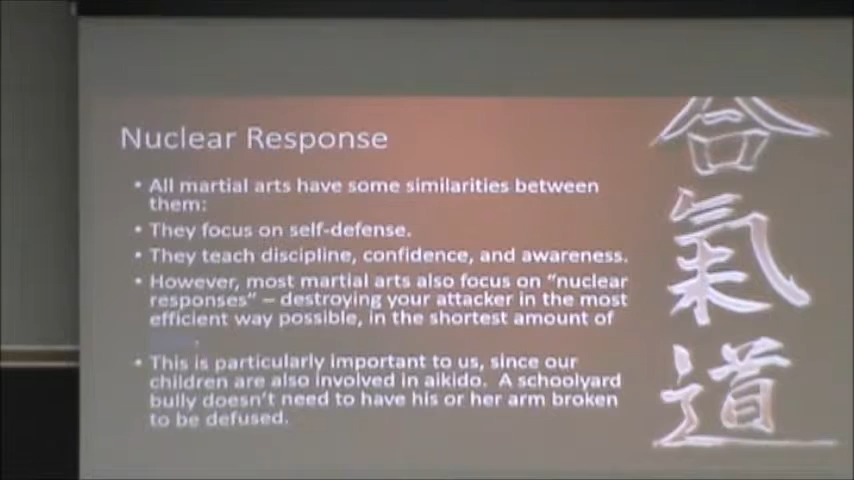 Nuclear Response
• All martial arts have some similarities between
them:
• They focus on self-defense.
• They teach discipline, confidence, and awareness.
• However, most martial arts also focus on “nuclear
responses” – destroying your attacker in the most
efficient way possible, in the shortest amount of
.
• This is particularly important to us, since our
children are also involved in aikido. A schoolyard
bully doesn't need to have his or her arm broken
to be defused.
合
氣
道